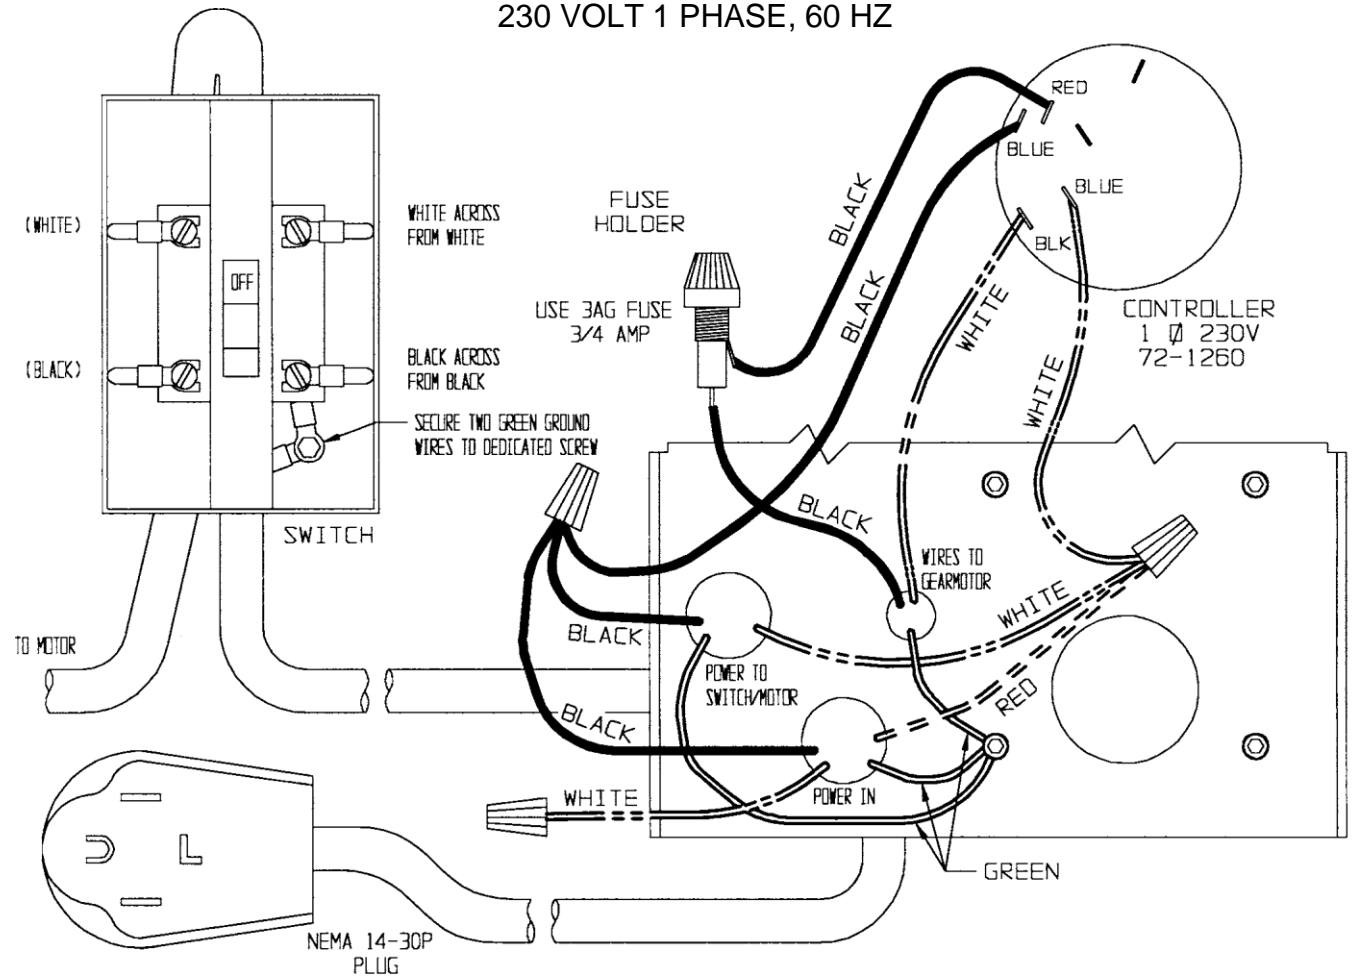 230 VOLT 1 PHASE, 60 HZ
RED
BLUE
BLUE
BLK
CONTROLLER
1 Ø 230V
72-1260
FUSE
HOLDER
USE 3AG FUSE
3/4 AMP
BLACK
BLACK
WHITE
WHITE
(WHITE)
WHITE ACROSS
FROM WHITE
OFF
(BLACK)
BLACK ACROSS
FROM BLACK
SECURE TWO GREEN GROUND
WIRES TO DEDICATED SCREW
SWITCH
BLACK
WIRES TO
GEARMOTOR
WHITE
BLACK
TO MOTOR
POWER TO
SWITCH/MOTOR
RED
BLACK
POWER IN
WHITE
GREEN
NEMA 14-30P
PLUG